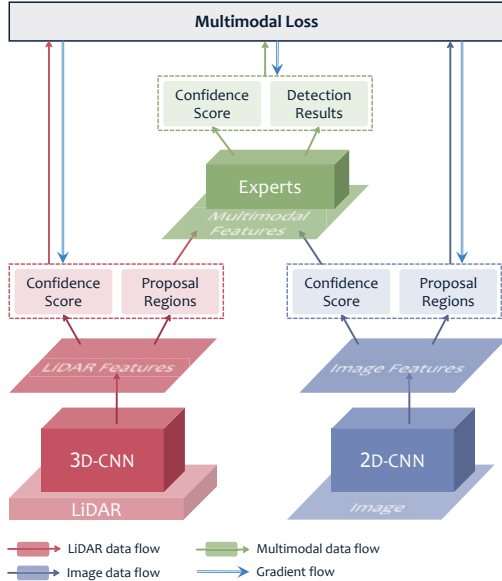 Multimodal Loss
Confidence
Score
Detection
Results
Experts
Multimodal
Features
Confidence
Score
Proposal
Regions
Confidence
Score
Proposal
Regions
LiDAR Features
Image Features
3D-CNN
2D-CNN
LiDAR
Image
LiDAR data flow
Multimodal data flow
Image data flow
Gradient flow